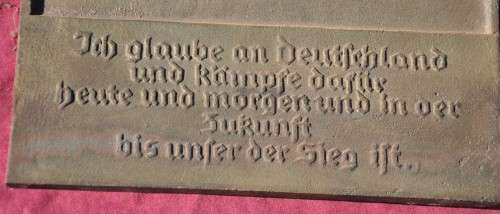 Ich glaube an Deutschland
und kämpfe dafür
heute und morgen und in der
Zukunft
bis unser der Sieg ist.